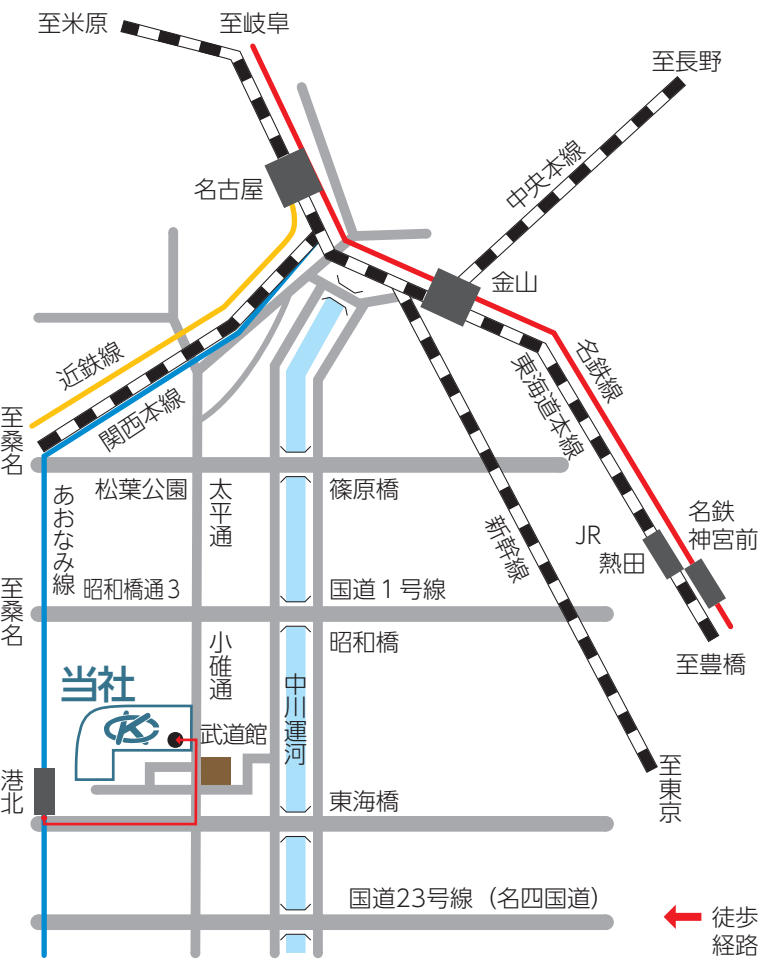 至米原
至岐阜
至長野
中央本線
名古屋
金山
近鉄線
関西本線
名鉄線
東海道本線
至桑名
松葉公園
太平通
篠原橋
あおなみ線
新幹線
JR
熱田
名鉄
神宮前
至桑名
昭和橋通3
国道1号線
小碓通
昭和橋
至豊橋
当社
KC
武道館
中川運河
港北
東海橋
至東京
国道23号線（名四国道）
徒歩
経路